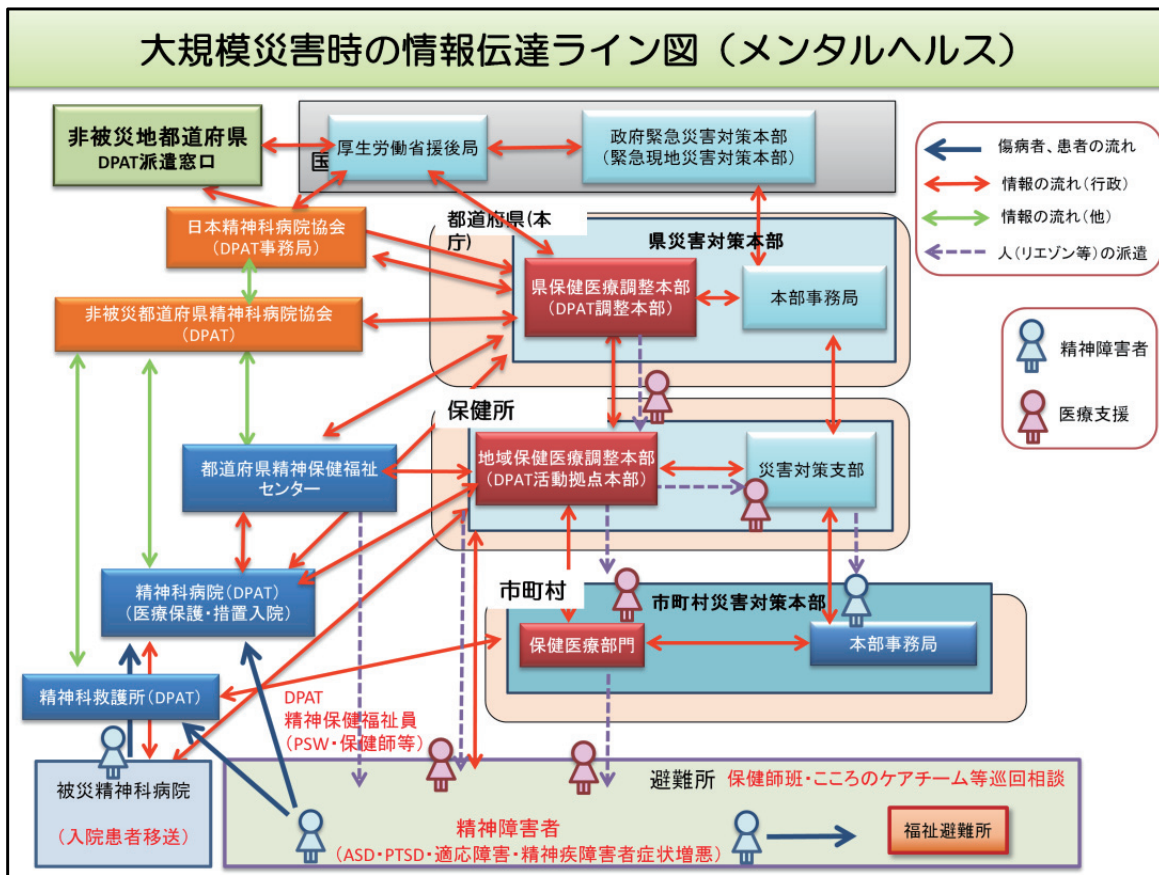 大規模災害時の情報伝達ライン図（メンタルヘルス）
非被災地都道府県
DPAT派遣窓口
国
厚生労働省援後局
政府緊急災害対策本部
（緊急現地災害対策本部）
傷病者、患者の流れ
情報の流れ（行政）
情報の流れ（他）
人（リエゾン等）の派遣
日本精神科病院協会
（DPAT事務局）
都道府県(本
庁)
県災害対策本部
県保健医療調整本部
（DPAT調整本部）
本部事務局
非被災都道府県精神科病院協会
（DPAT）
精神障害者
医療支援
保健所
都道府県精神保健福祉
センター
地域保健医療調整本部
（DPAT活動拠点本部）
災害対策支部
精神科病院（DPAT）
（医療保護・措置入院）
市町村
市町村災害対策本部
保健医療部門
本部事務局
精神科救護所（DPAT）
DPAT
精神保健福祉員
（PSW・保健師等）
被災精神科病院
（入院患者移送）
避難所
保健師班・こころのケアチーム等巡回相談
精神障害者
（ASD・PTSD・適応障害・精神疾障害者症状増悪）
福祉避難所